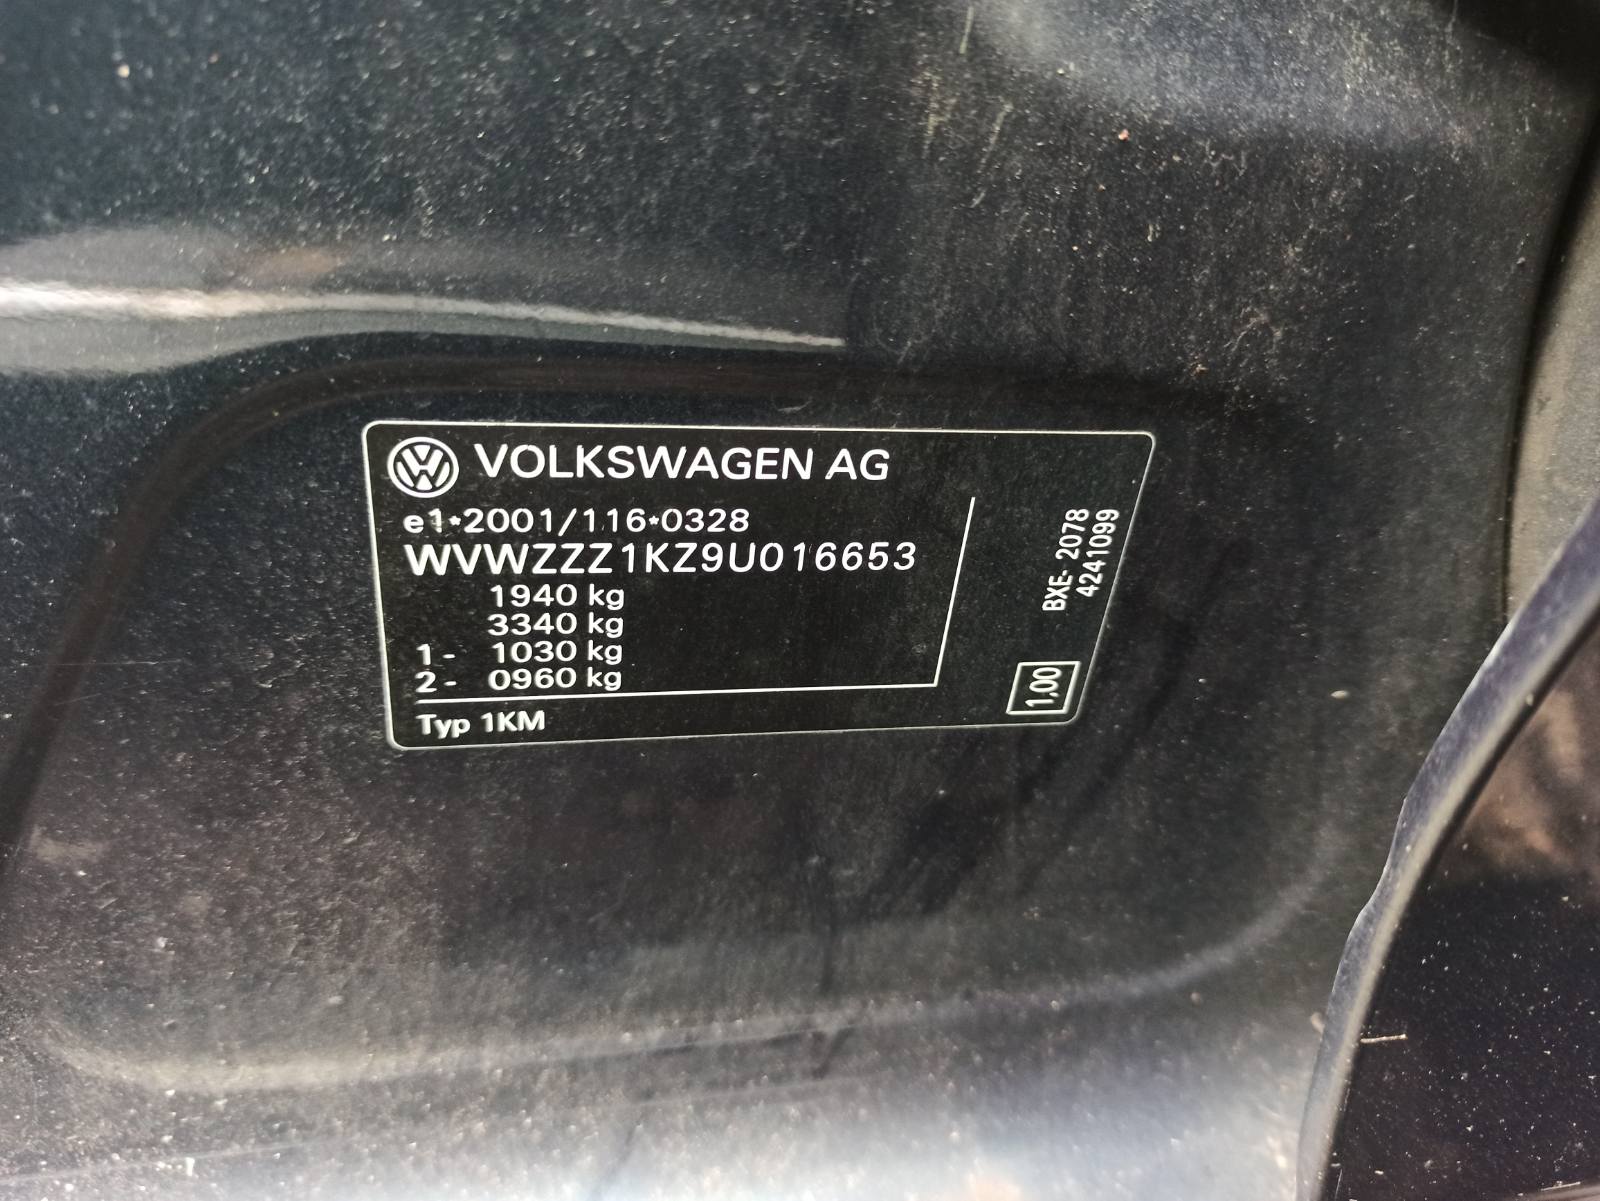 VOLKSWAGEN AG
e1*2001/116*0328
WVWZZZ1KZ9U016653
1940 kg
3340 kg
1- 1030 kg
2- 0960 kg
Typ 1KM
BXE- 2078
4241099
1,00